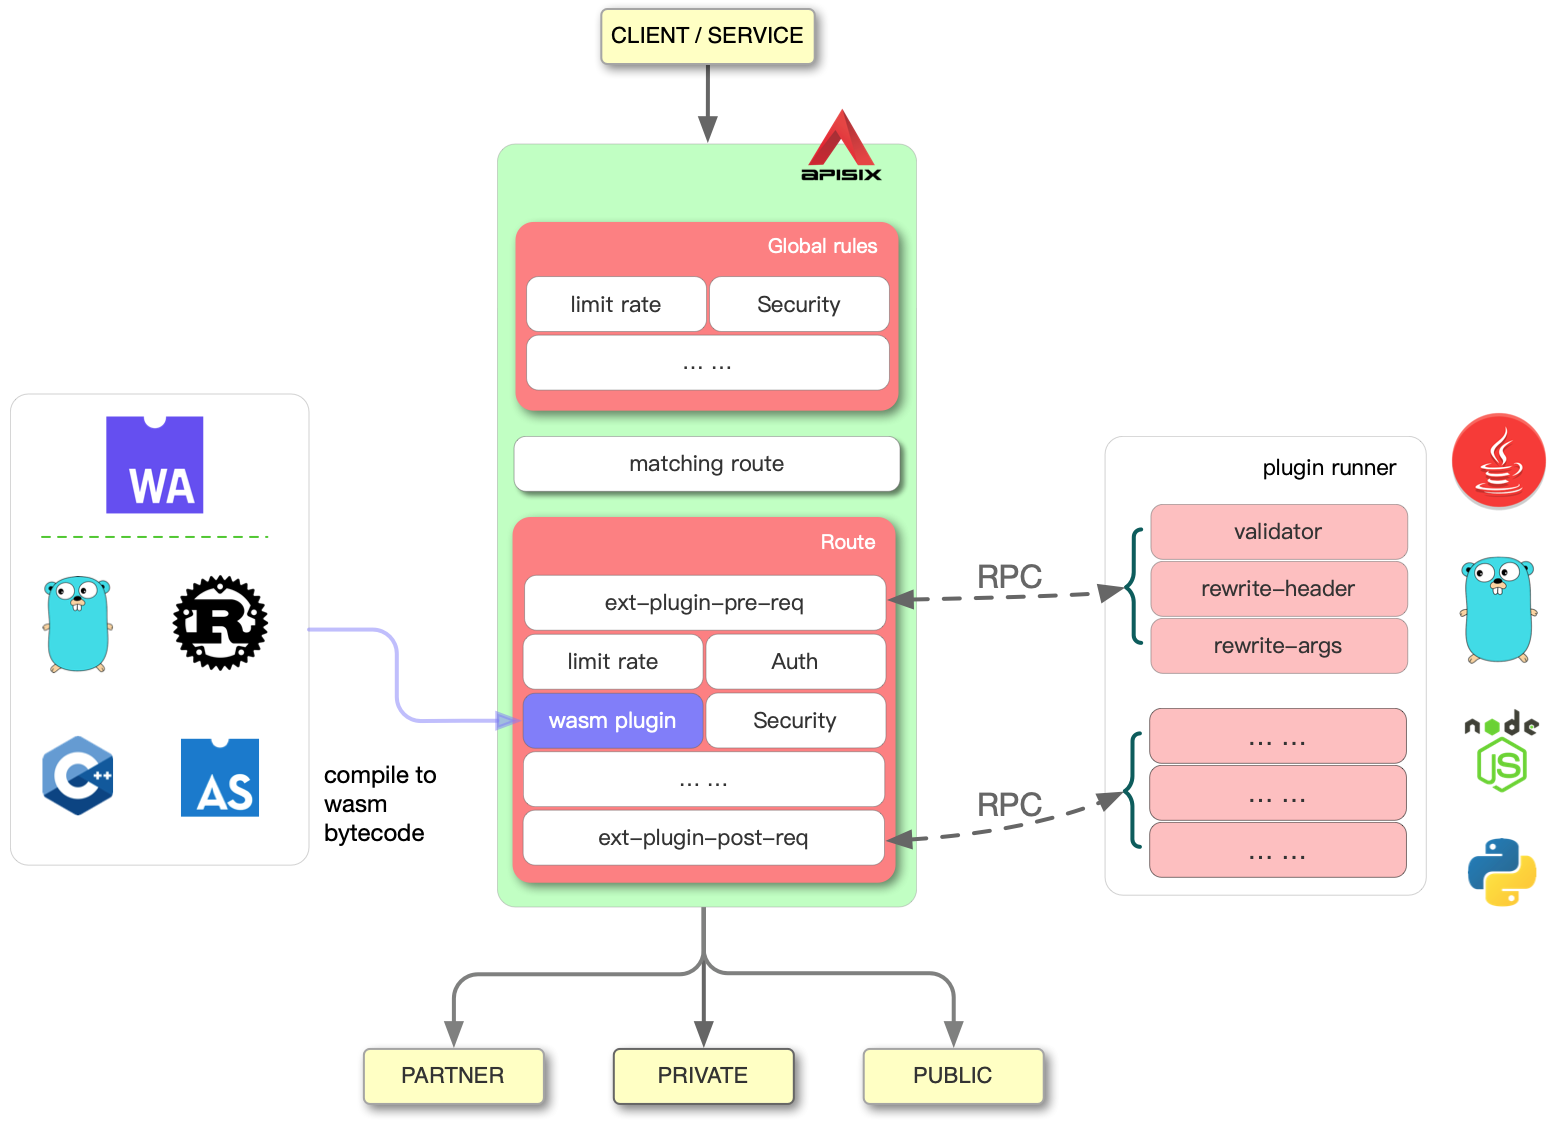 CLIENT / SERVICE
APISIX
Global rules
limit rate
Security
... ...
matching route
Route
ext-plugin-pre-req
limit rate
Auth
wasm plugin
Security
... ...
ext-plugin-post-req
WA
R
C++
AS
compile to
wasm
bytecode
RPC
RPC
plugin runner
validator
rewrite-header
rewrite-args
... ...
... ...
... ...
node
JS
PARTNER
PRIVATE
PUBLIC